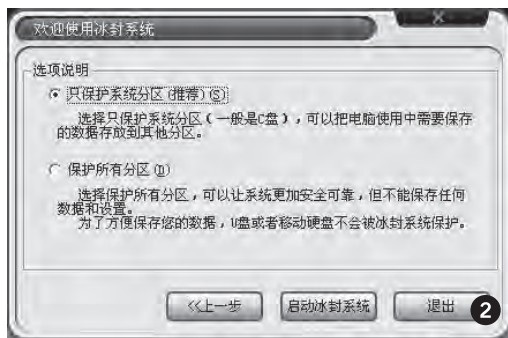 欢迎使用冰封系统
选项说明
只保护系统分区(推荐)(S)
选择只保护系统分区(一般是C盘),可以把电脑使用中需要保存
的数据存放到其他分区。
保护所有分区(D)
选择保护所有分区,可以让系统更加安全可靠,但不能保存任何
数据和设置。
为了方便保存您的数据,U盘或者移动硬盘不会被冰封系统保护。
<<上一步 启动冰封系统 退出 2